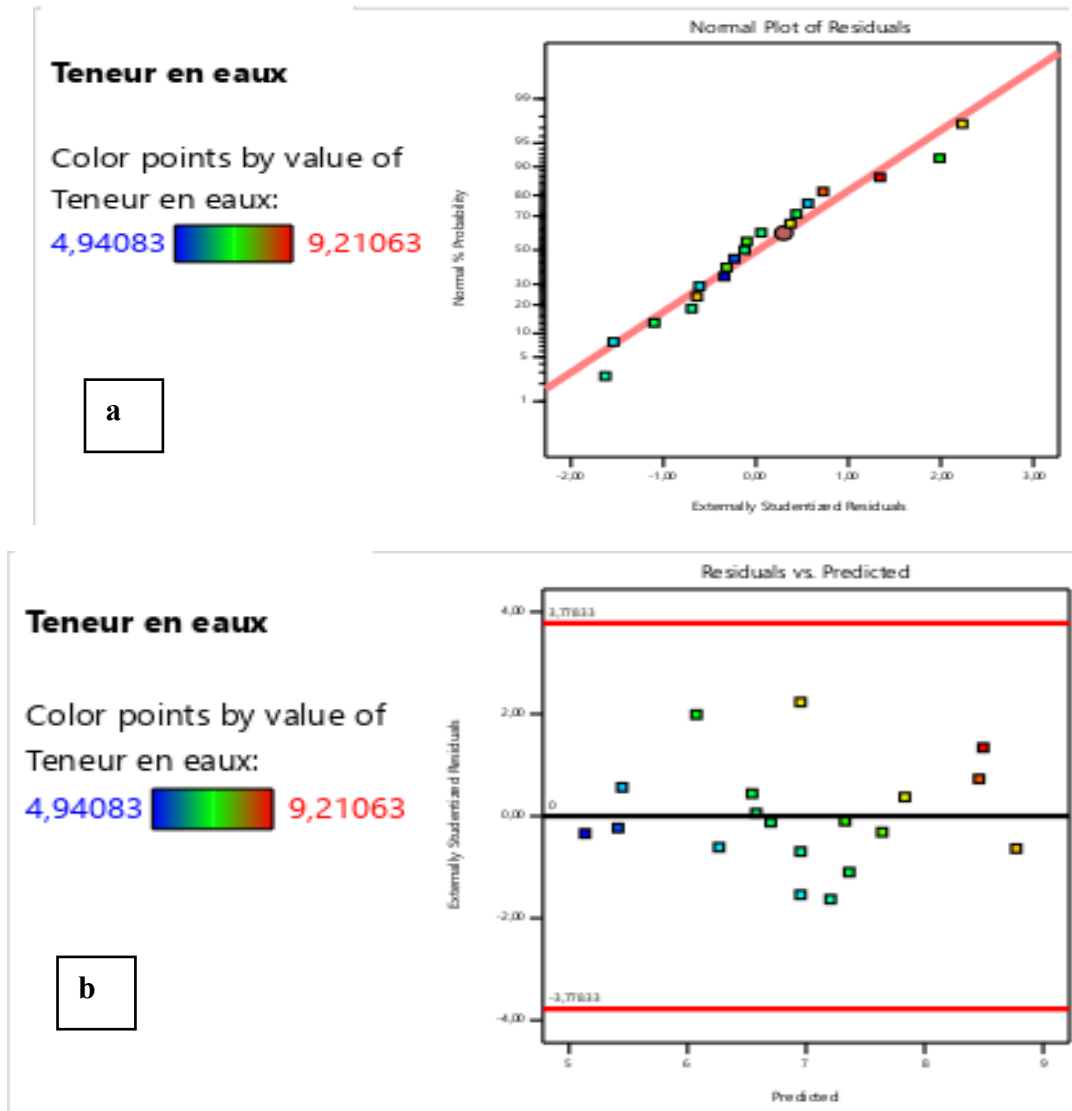 Normal Plot of Residuals
Teneur en eaux
Color points by value of
Teneur en eaux:
4,94083 9,21063
a
Normal % Probability
99
95
90
80
70
50
30
20
10
5
1
-2,00 -1,00 0,00 1,00 2,00 3,00
Externally Studentized Residuals
Residuals vs. Predicted
Teneur en eaux
Color points by value of
Teneur en eaux:
4,94083 9,21063
b
Externally Studentized Residuals
4,00
3,77833
2,00
0,00
0
-2,00
-3,77833
-4,00
5 6 7 8 9
Predicted